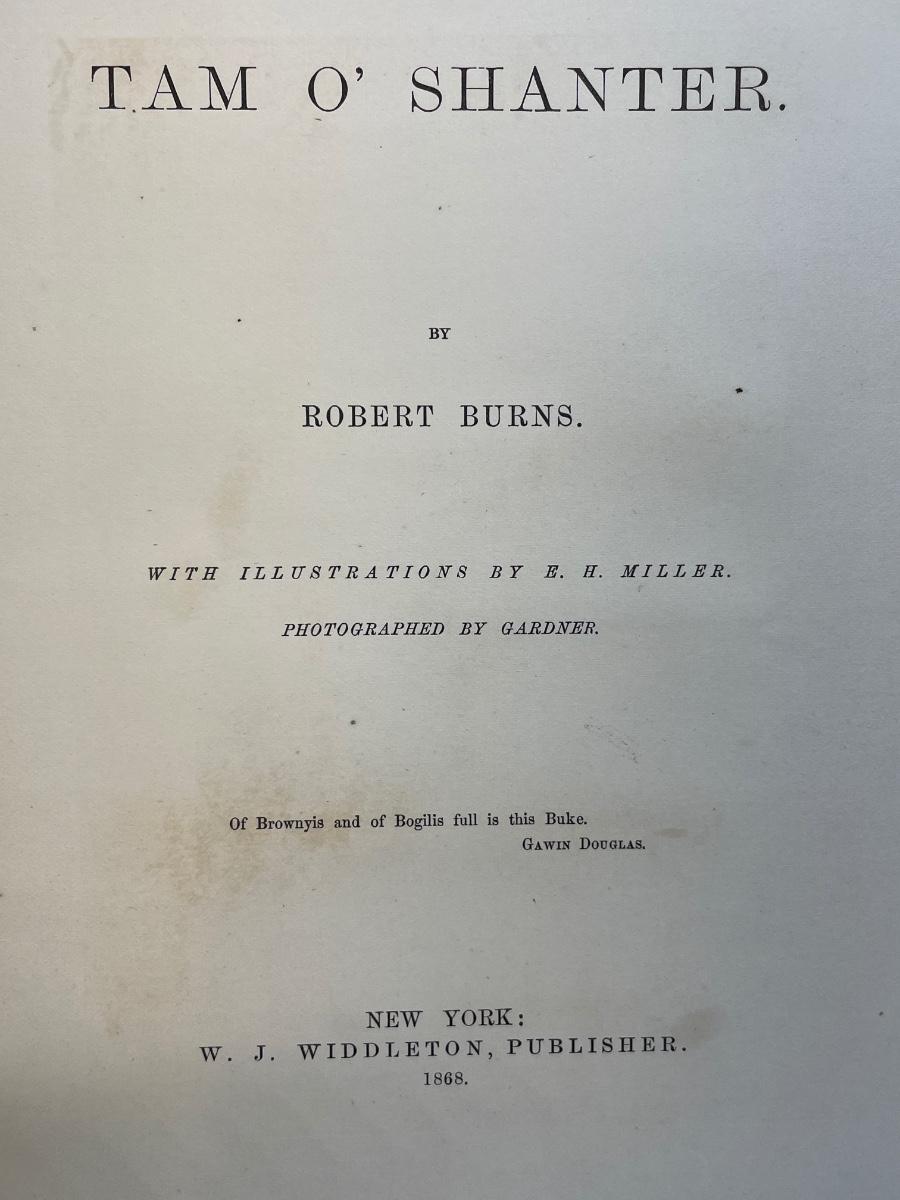 TAM O' SHANTER.
BY
ROBERT BURNS.
WITH ILLUSTRATIONS BY E. H. MILLER.
PHOTOGRAPHED BY GARDNER.
Of Brownyis and of Bogilis full is this Buke.
GAWIN DOUGLAS.
NEW YORK:
W. J. WIDDLETON, PUBLISHER.
1868.